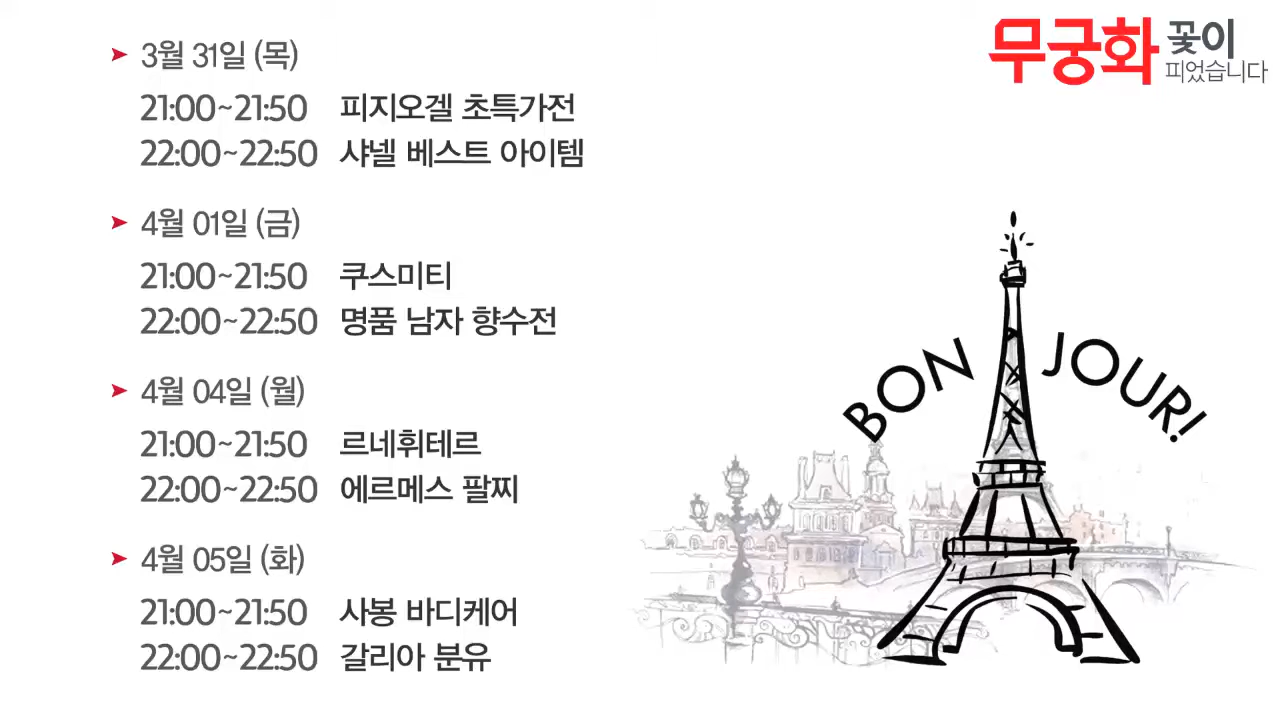 3월 31일 (목)
21:00~21:50 피지오겔 초특가전
22:00~22:50 샤넬 베스트 아이템
4월 01일 (금)
21:00~21:50 쿠스미티
22:00~22:50 명품 남자 향수전
4월 04일 (월)
21:00~21:50 르네휘테르
22:00~22:50 에르메스 팔찌
4월 05일 (화)
21:00~21:50 사봉 바디케어
22:00~22:50 갈리아 분유
무궁화 꽃이
피었습니다
BON JOUR!